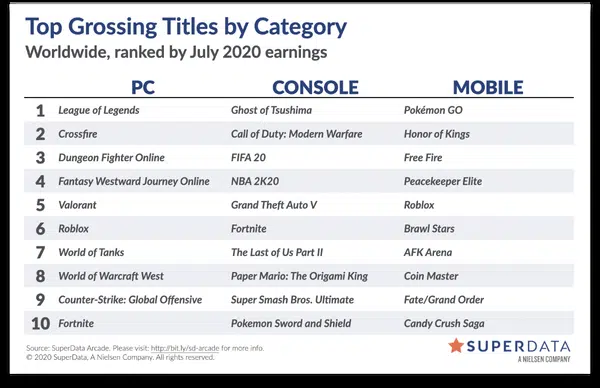 Top Grossing Titles by Category
Worldwide, ranked by July 2020 earnings
PC CONSOLE MOBILE
1 League of Legends Ghost of Tsushima Pokémon GO
2 Crossfire Call of Duty: Modern Warfare Honor of Kings
3 Dungeon Fighter Online FIFA 20 Free Fire
4 Fantasy Westward Journey Online NBA 2K20 Peacekeeper Elite
5 Valorant Grand Theft Auto V Roblox
6 Roblox Fortnite Brawl Stars
7 World of Tanks The Last of Us Part II AFK Arena
8 World of Warcraft West Paper Mario: The Origami King Coin Master
9 Counter-Strike: Global Offensive Super Smash Bros. Ultimate Fate/Grand Order
10 Fortnite Pokemon Sword and Shield Candy Crush Saga
Source: SuperData Arcade. Please visit: http://bit.ly/sd-arcade for more info.
© 2020 SuperData, A Nielsen Company. All rights reserved.
SUPERDATA
A NIELSEN COMPANY